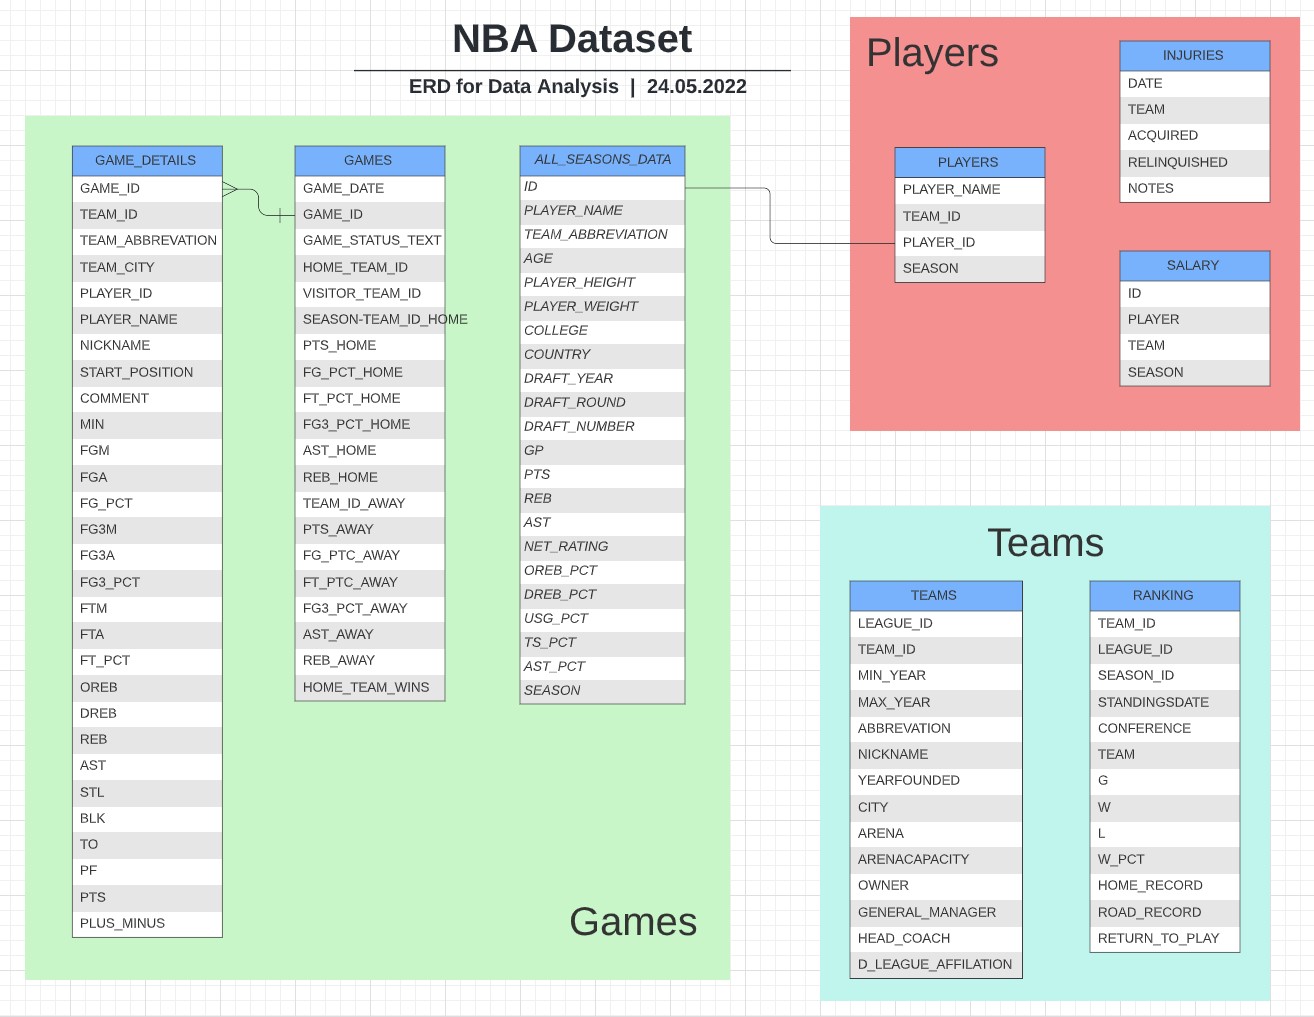 NBA Dataset
ERD for Data Analysis | 24.05.2022
Games
GAME_DETAILS
GAME_ID
TEAM_ID
TEAM_ABBREVATION
TEAM_CITY
PLAYER_ID
PLAYER_NAME
NICKNAME
START_POSITION
COMMENT
MIN
FGM
FGA
FG_PCT
FG3M
FG3A
FG3_PCT
FTM
FTA
FT_PCT
OREB
DREB
REB
AST
STL
BLK
TO
PF
PTS
PLUS_MINUS
GAMES
GAME_DATE
GAME_ID
GAME_STATUS_TEXT
HOME_TEAM_ID
VISITOR_TEAM_ID
SEASON-TEAM_ID_HOME
PTS_HOME
FG_PCT_HOME
FT_PCT_HOME
FG3_PCT_HOME
AST_HOME
REB_HOME
TEAM_ID_AWAY
PTS_AWAY
FG_PTC_AWAY
FT_PTC_AWAY
FG3_PCT_AWAY
AST_AWAY
REB_AWAY
HOME_TEAM_WINS
ALL_SEASONS_DATA
ID
PLAYER_NAME
TEAM_ABBREVIATION
AGE
PLAYER_HEIGHT
PLAYER_WEIGHT
COLLEGE
COUNTRY
DRAFT_YEAR
DRAFT_ROUND
DRAFT_NUMBER
GP
PTS
REB
AST
NET_RATING
OREB_PCT
DREB_PCT
USG_PCT
TS_PCT
AST_PCT
SEASON
Players
PLAYERS
PLAYER_NAME
TEAM_ID
PLAYER_ID
SEASON
INJURIES
DATE
TEAM
ACQUIRED
RELINQUISHED
NOTES
SALARY
ID
PLAYER
TEAM
SEASON
Teams
TEAMS
LEAGUE_ID
TEAM_ID
MIN_YEAR
MAX_YEAR
ABBREVATION
NICKNAME
YEARFOUNDED
CITY
ARENA
ARENACAPACITY
OWNER
GENERAL_MANAGER
HEAD_COACH
D_LEAGUE_AFFILATION
RANKING
TEAM_ID
LEAGUE_ID
SEASON_ID
STANDINGSDATE
CONFERENCE
TEAM
G
W
L
W_PCT
HOME_RECORD
ROAD_RECORD
RETURN_TO_PLAY